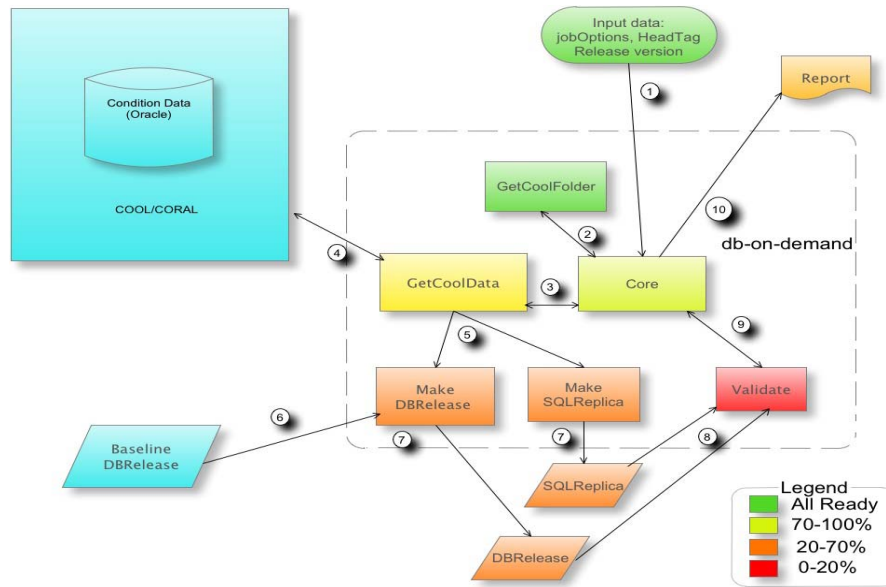 Input data:
jobOptions, HeadTag
Release version
Report
1
Condition Data
(Oracle)
COOL/CORAL
GetCoolFolder
10
2
db-on-demand
4
GetCoolData
3
Core
5
9
Make
DBRelease
Make
SQLReplica
Validate
6
7
7
8
Baseline
DBRelease
SQLReplica
DBRelease
Legend
All Ready
70-100%
20-70%
0-20%